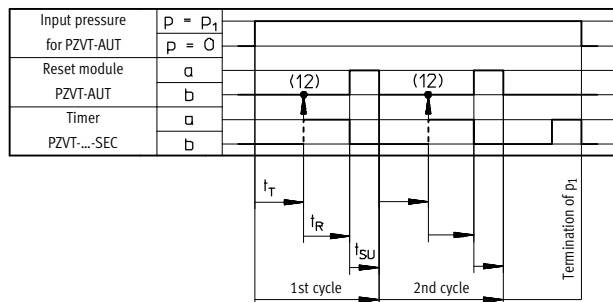 Input pressure
for PZVT-AUT
p = p1
p = 0
Reset module
PZVT-AUT
a
b
(12)
(12)
Timer
PZVT-...-SEC
a
b
tT
tR
tSU
1st cycle
2nd cycle
Termination of p1